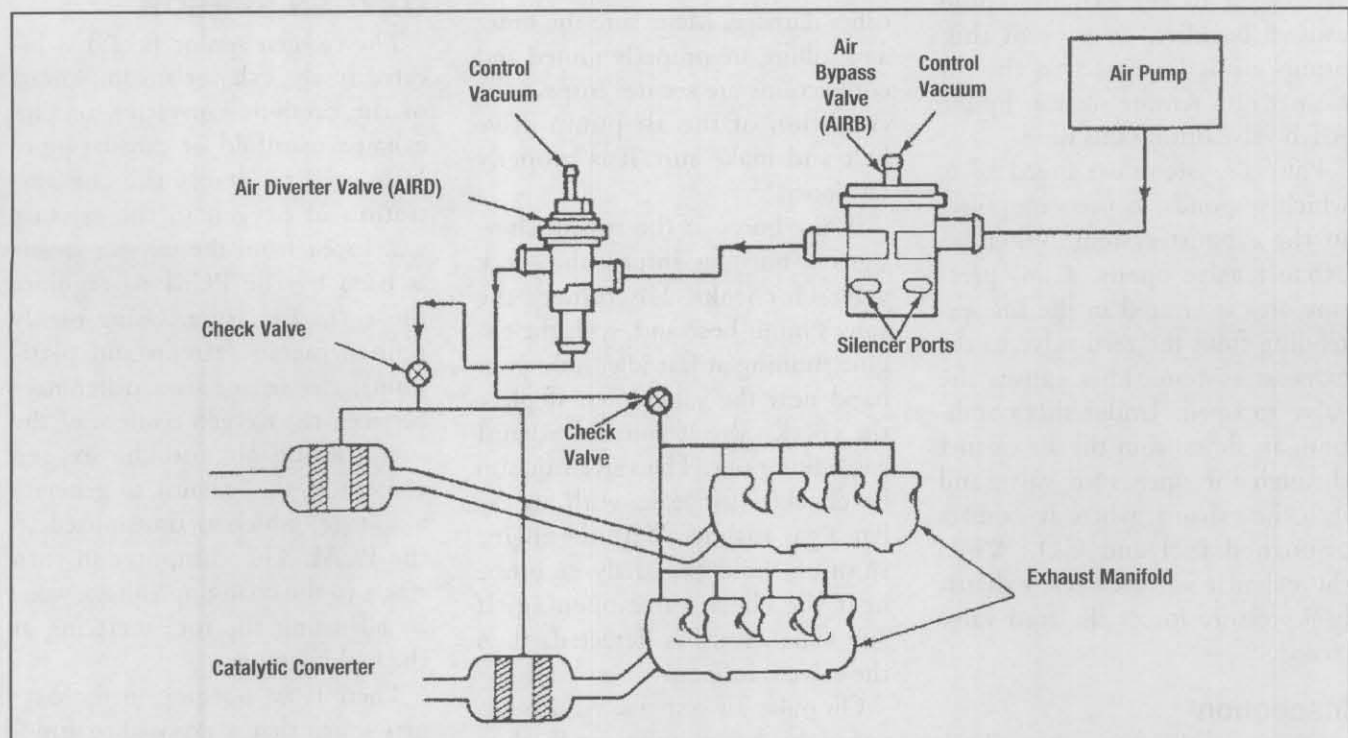 Control
Vacuum
Air
Bypass
Valve
(AIRB)
Control
Vacuum
Air Pump
Air Diverter Valve (AIRD)
Check Valve
Silencer Ports
Check
Valve
Exhaust Manifold
Catalytic Converter